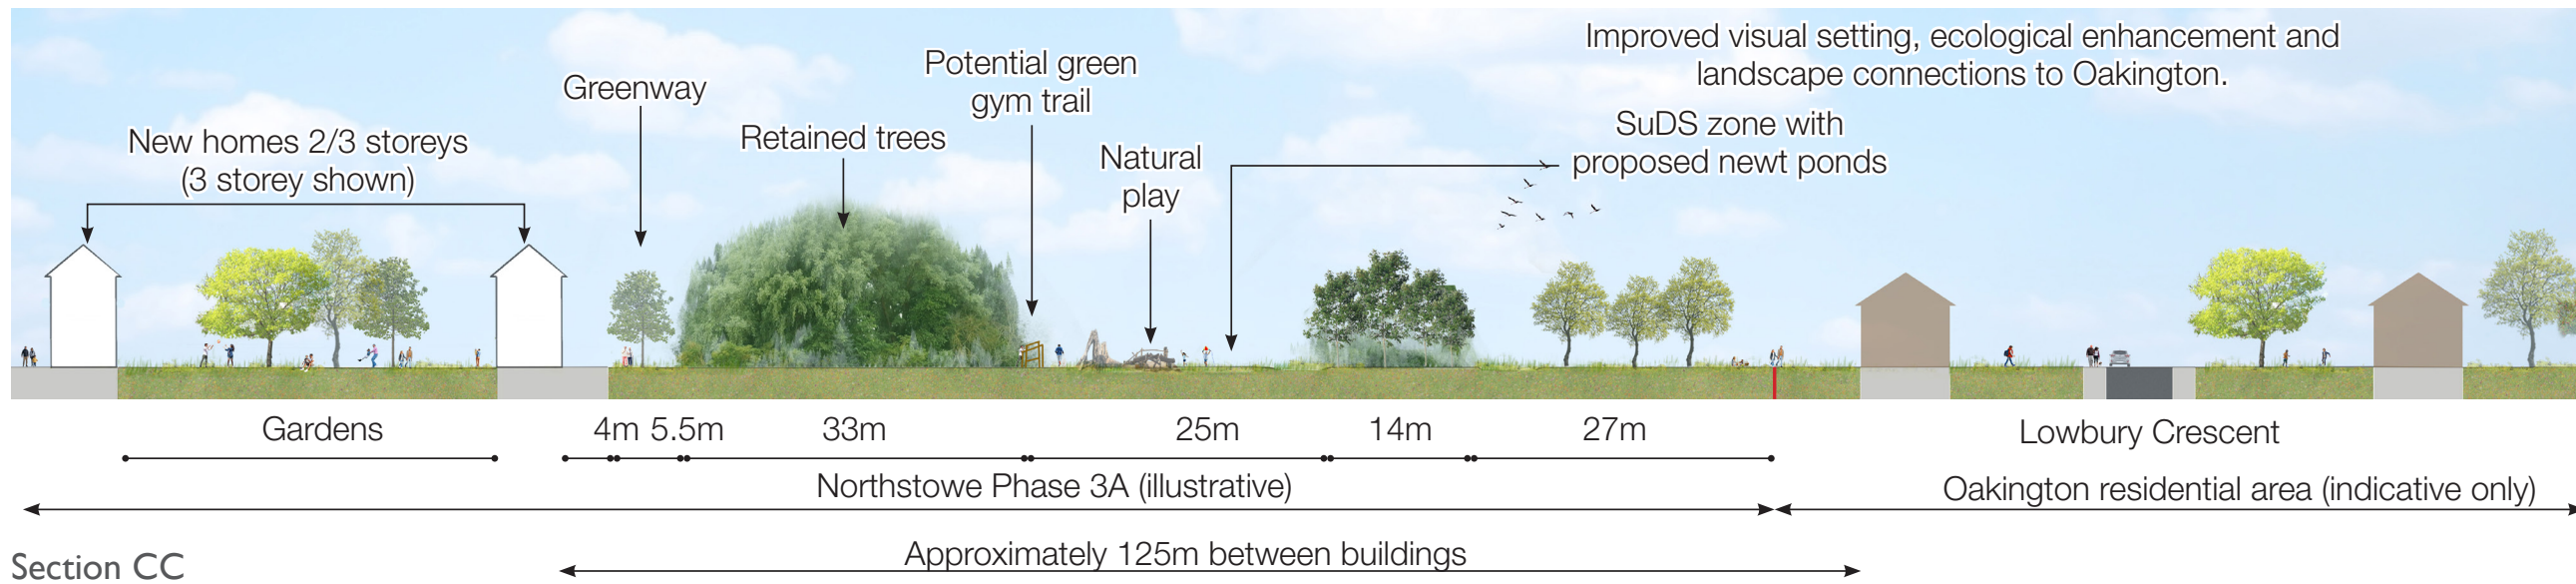 Improved visual setting, ecological enhancement and
landscape connections to Oakington.
Potential green
gym trail
Greenway
SuDS zone with
proposed newt ponds
New homes 2/3 storeys
(3 storey shown)
Retained trees
Natural
play
Gardens
4m 5.5m
33m
25m
14m
27m
Lowbury Crescent
Northstowe Phase 3A (illustrative)
Oakington residential area (indicative only)
Approximately 125m between buildings
Section CC